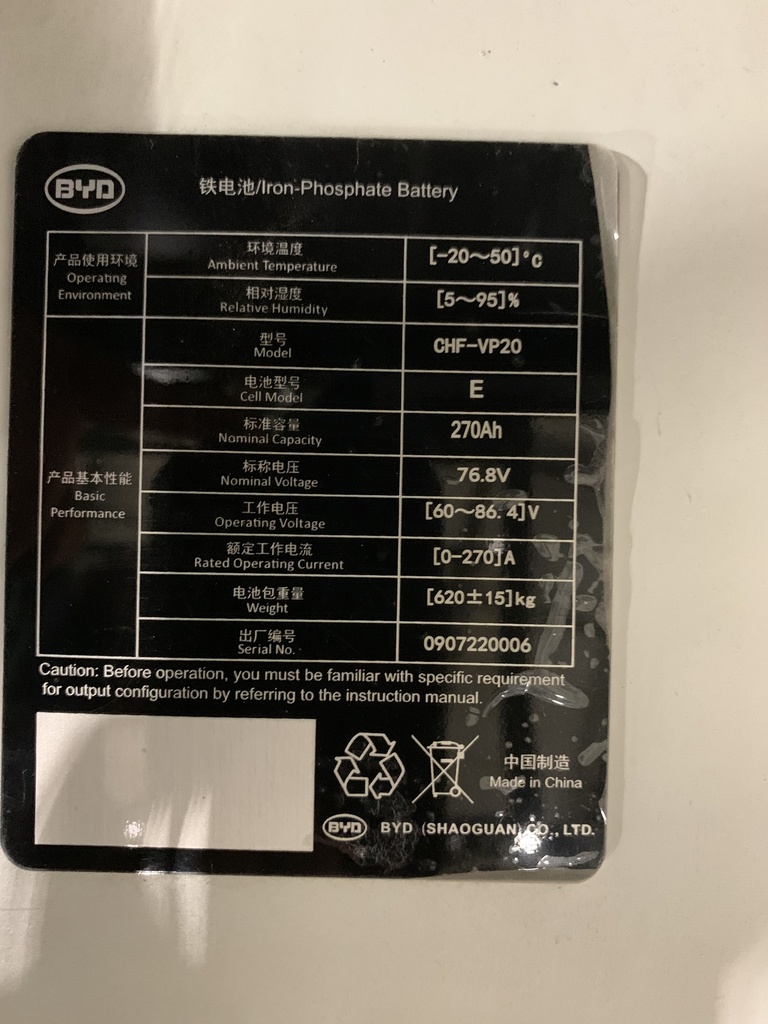 BYD
铁电池/Iron-Phosphate Battery
产品使用环境
Operating
Environment
环境温度
Ambient Temperature
[-20～50]°C
相对湿度
Relative Humidity
[5～95]%
产品基本性能
Basic
Performance
型号
Model
CHF-VP20
电池型号
Cell Model
E
标准容量
Nominal Capacity
270Ah
标称电压
Nominal Voltage
76.8V
工作电压
Operating Voltage
[60～86.4]V
额定工作电流
Rated Operating Current
[0-270]A
电池包重量
Weight
[620±15]kg
出厂编号
Serial No.
0907220006
Caution: Before operation, you must be familiar with specific requirement
for output configuration by referring to the instruction manual.
中国制造
Made in China
BYD BYD (SHAOGUAN) CO., LTD.